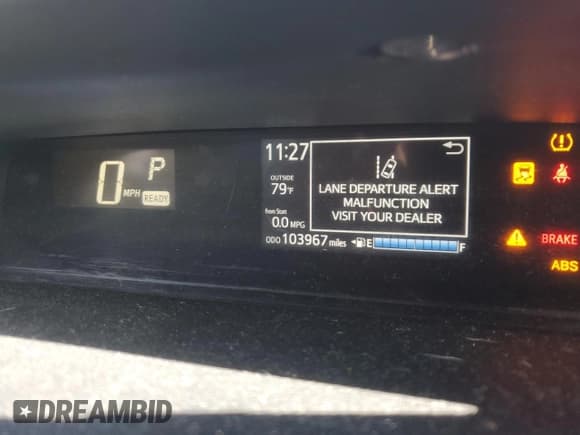 0 MPH
P
READY
11:27
OUTSIDE
79°F
from Start
0.0 MPG
ODO 103967 miles
E F
LANE DEPARTURE ALERT
MALFUNCTION
VISIT YOUR DEALER
BRAKE
ABS
DREAMBID